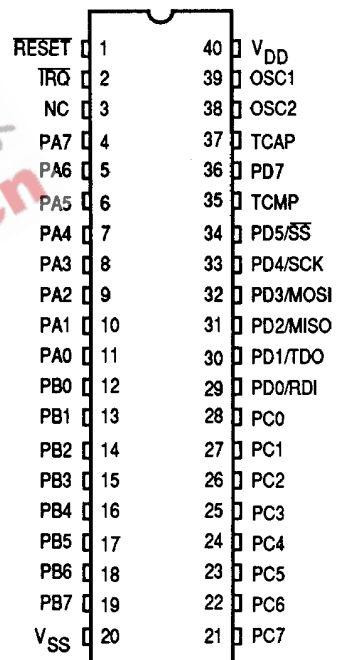 R̅E̅S̅E̅T̅ 1 40 VDD
I̅R̅Q̅ 2 39 OSC1
NC 3 38 OSC2
PA7 4 37 TCAP
PA6 5 36 PD7
PA5 6 35 TCMP
PA4 7 34 PD5/S̅S̅
PA3 8 33 PD4/SCK
PA2 9 32 PD3/MOSI
PA1 10 31 PD2/MISO
PA0 11 30 PD1/TDO
PB0 12 29 PD0/RDI
PB1 13 28 PC0
PB2 14 27 PC1
PB3 15 26 PC2
PB4 16 25 PC3
PB5 17 24 PC4
PB6 18 23 PC5
PB7 19 22 PC6
VSS 20 21 PC7